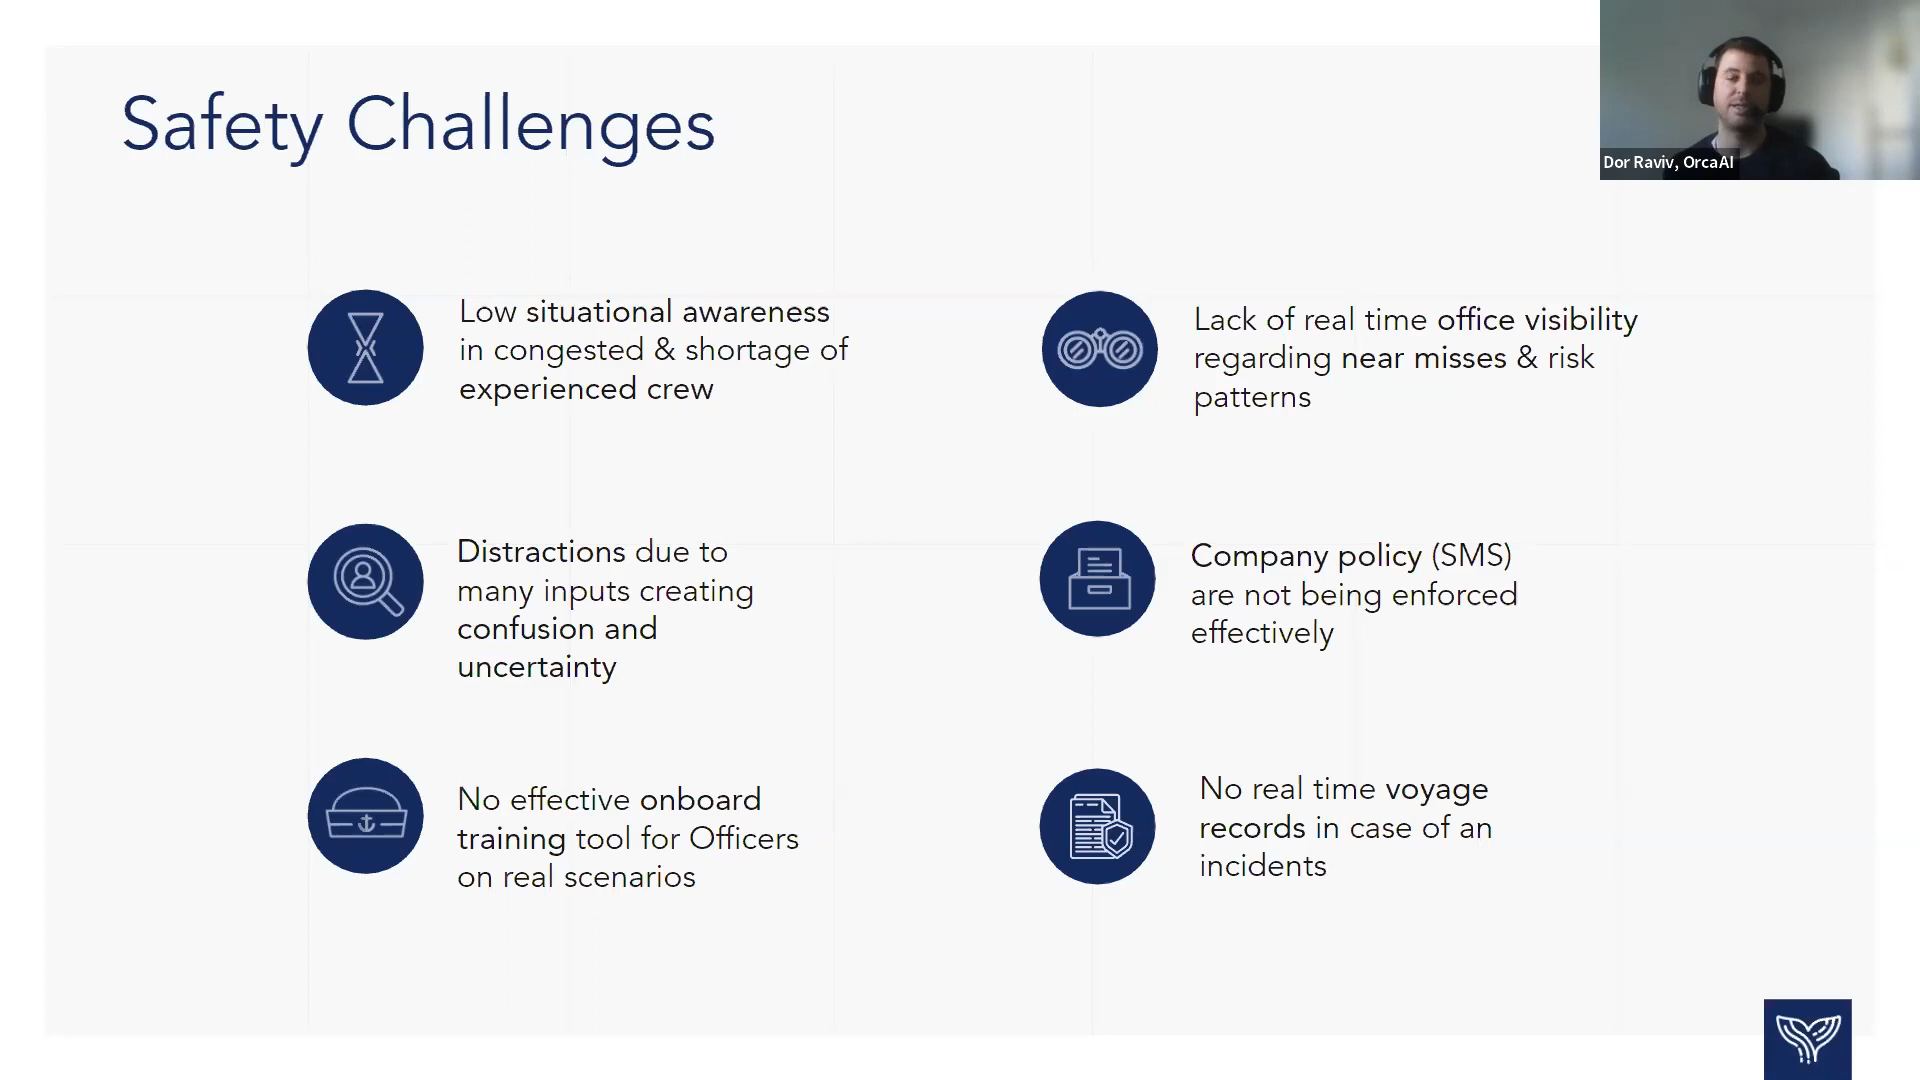 Safety Challenges
Dor Raviv, OrcaAI
Low situational awareness
in congested & shortage of
experienced crew
Lack of real time office visibility
regarding near misses & risk
patterns
Distractions due to
many inputs creating
confusion and
uncertainty
Company policy (SMS)
are not being enforced
effectively
No effective onboard
training tool for Officers
on real scenarios
No real time voyage
records in case of an
incidents